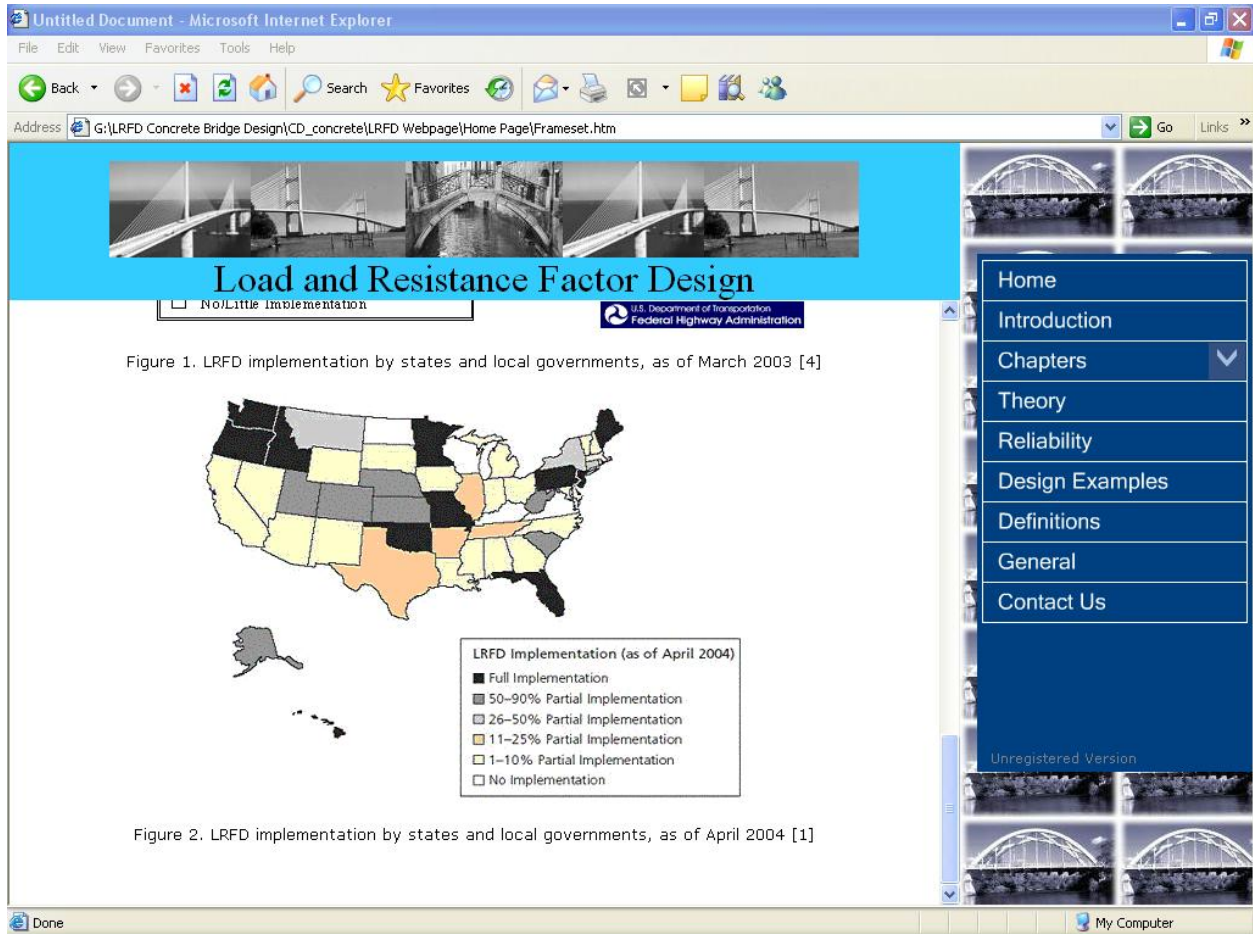 Untitled Document - Microsoft Internet Explorer
File Edit View Favorites Tools Help
Back Search Favorites
Address G:\LRFD Concrete Bridge Design\CD_concrete\LRFD Webpage\Home Page\Frameset.htm Go Links »
Load and Resistance Factor Design
No/Little Implementation
U.S. Department of Transportation
Federal Highway Administration
Figure 1. LRFD implementation by states and local governments, as of March 2003 [4]
LRFD Implementation (as of April 2004)
Full Implementation
50–90% Partial Implementation
26–50% Partial Implementation
11–25% Partial Implementation
1–10% Partial Implementation
No Implementation
Figure 2. LRFD implementation by states and local governments, as of April 2004 [1]
Home
Introduction
Chapters
Theory
Reliability
Design Examples
Definitions
General
Contact Us
Unregistered Version
Done My Computer